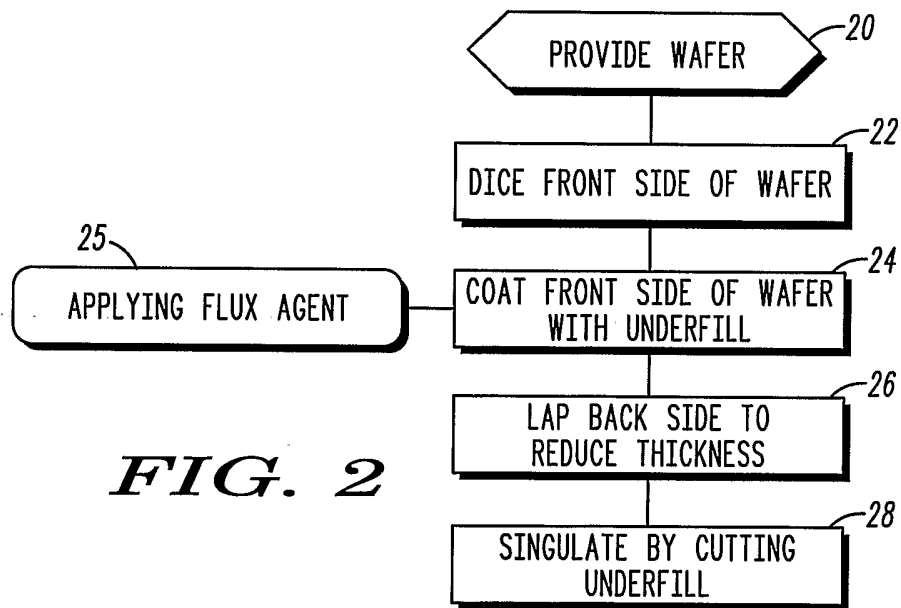 PROVIDE WAFER
20
DICE FRONT SIDE OF WAFER
22
25
APPLYING FLUX AGENT
COAT FRONT SIDE OF WAFER
WITH UNDERFILL
24
LAP BACK SIDE TO
REDUCE THICKNESS
26
FIG. 2
SINGULATE BY CUTTING
UNDERFILL
28